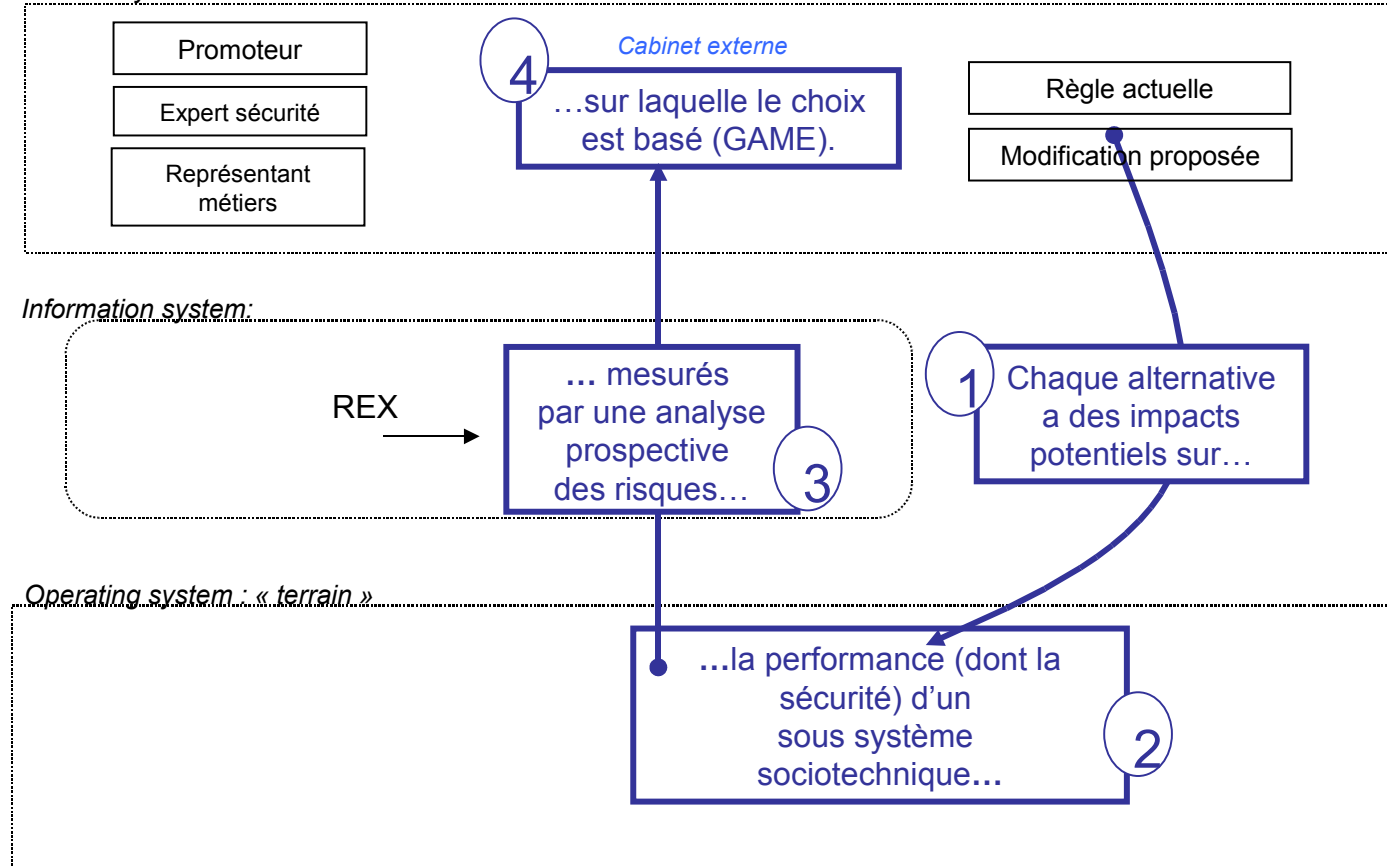 Promoteur
Expert sécurité
Représentant
métiers
4
Cabinet externe
…sur laquelle le choix
est basé (GAME).
Règle actuelle
Modification proposée
Information system:
REX
… mesurés
par une analyse
prospective
des risques…
3
1
Chaque alternative
a des impacts
potentiels sur…
Operating system : « terrain »
…la performance (dont la
sécurité) d’un
sous système
sociotechnique…
2